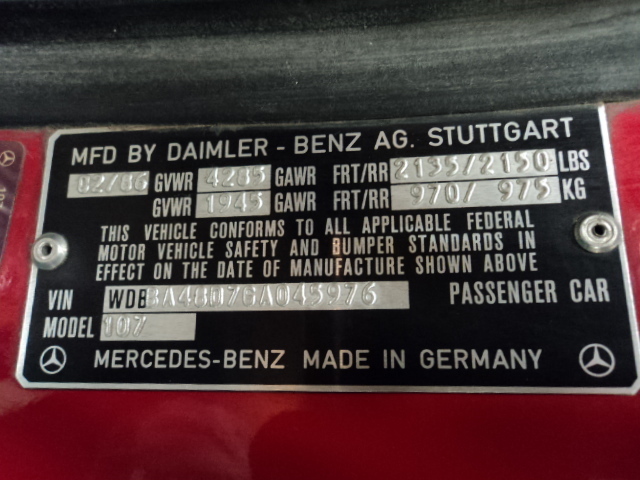 MFD BY DAIMLER - BENZ AG. STUTTGART
02/86 GVWR 4285 GAWR FRT/RR 2135/2150 LBS
GVWR 1945 GAWR FRT/RR 970/ 975 KG
THIS VEHICLE CONFORMS TO ALL APPLICABLE FEDERAL
MOTOR VEHICLE SAFETY AND BUMPER STANDARDS IN
EFFECT ON THE DATE OF MANUFACTURE SHOWN ABOVE
VIN WDBBA48D7GA045976 PASSENGER CAR
MODEL 107
MERCEDES-BENZ MADE IN GERMANY